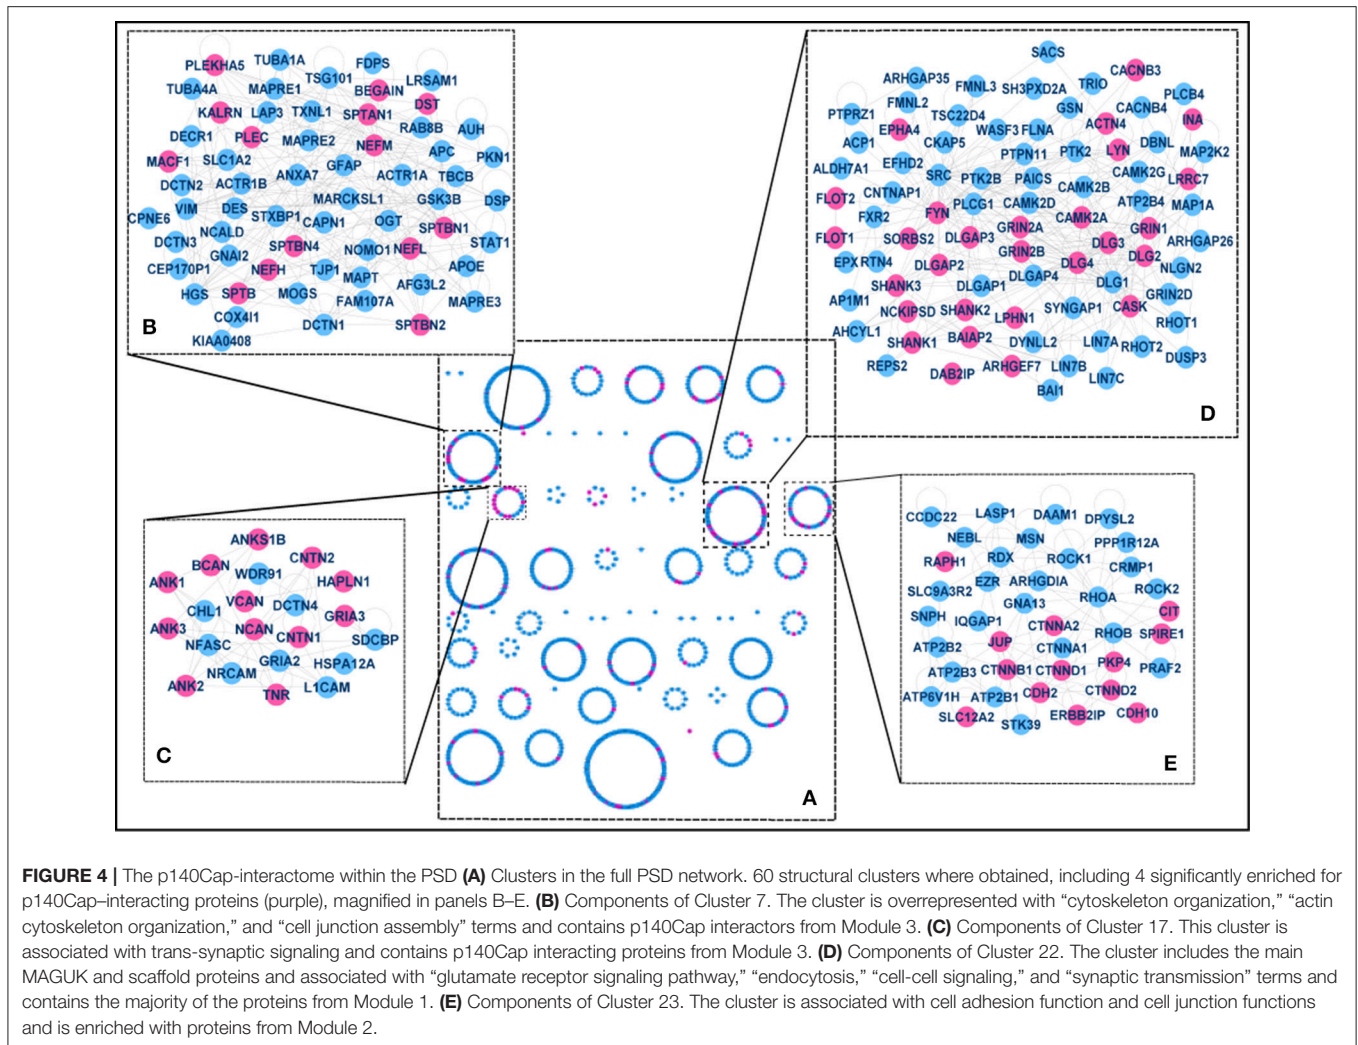 PLEKHA5 TUBA1A FDPS
TSG101 LRSAM1
TUBA4A MAPRE1 BEGAIN
KALRN LAP3 TXNL1 SPTAN1 DST
RAB8B AUH
DECR1 PLEC MAPRE2 NEFM
APC PKN1
MACF1 SLC1A2 GFAP
ANXA7 ACTR1A TBCB
DCTN2 ACTR1B
MARCKSL1 GSK3B DSP
VIM DES
CPNE6 STXBP1 CAPN1 OGT
NCALD SPTBN1
DCTN3 SPTBN4 STAT1
GNAI2 NOMO1 NEFL
CEP170P1 NEFH TJP1 APOE
MAPT AFG3L2
HGS SPTB MOGS
FAM107A MAPRE3
COX4I1
DCTN1 SPTBN2
KIAA0408
B
SACS
ARHGAP35 CACNB3
FMNL3 SH3PXD2A TRIO
PTPRZ1 FMNL2 GSN CACNB4 PLCB4
TSC22D4 INA
EPHA4 WASF3 FLNA ACTN4
ACP1 CKAP5 DBNL
PTPN11 PTK2 LYN MAP2K2
ALDH7A1 EFHD2
SRC PTK2B PAICS CAMK2G LRRC7
FLOT2 CNTNAP1 CAMK2B
PLCG1 CAMK2D ATP2B4 MAP1A
FXR2 FYN CAMK2A
GRIN2A GRIN1
FLOT1 SORBS2 DLGAP3 DLG3 ARHGAP26
GRIN2B DLG2
EPX RTN4 DLGAP2 DLG4 NLGN2
DLGAP4
SHANK3 DLGAP1 DLG1 GRIN2D
AP1M1
NCKIPSD SHANK2 LPHN1 SYNGAP1 CASK
AHCYL1 RHOT1
SHANK1 BAIAP2 DYNLL2 LIN7A RHOT2
DUSP3
REPS2 DAB2IP ARHGEF7 LIN7B
LIN7C
BAI1
D
ANKS1B
BCAN CNTN2
ANK1 WDR91 HAPLN1
VCAN DCTN4
CHL1 GRIA3
ANK3 NCAN CNTN1
NFASC SDCBP
GRIA2 HSPA12A
NRCAM
ANK2 TNR L1CAM
C
A
CCDC22 LASP1 DAAM1 DPYSL2
NEBL MSN PPP1R12A
RAPH1 RDX ROCK1
CRMP1
EZR ARHGDIA
SLC9A3R2 ROCK2
GNA13 RHOA
SNPH IQGAP1 CIT
CTNNA2
JUP RHOB SPIRE1
ATP2B2 CTNNA1
ATP2B3 CTNNB1 CTNND1 PKP4 PRAF2
ATP6V1H ATP2B1 CDH2 CTNND2
SLC12A2 ERBB2IP CDH10
STK39
E
FIGURE 4 | The p140Cap-interactome within the PSD (A) Clusters in the full PSD network. 60 structural clusters where obtained, including 4 significantly enriched for
p140Cap–interacting proteins (purple), magnified in panels B–E. (B) Components of Cluster 7. The cluster is overrepresented with “cytoskeleton organization,” “actin
cytoskeleton organization,” and “cell junction assembly” terms and contains p140Cap interactors from Module 3. (C) Components of Cluster 17. This cluster is
associated with trans-synaptic signaling and contains p140Cap interacting proteins from Module 3. (D) Components of Cluster 22. The cluster includes the main
MAGUK and scaffold proteins and associated with “glutamate receptor signaling pathway,” “endocytosis,” “cell-cell signaling,” and “synaptic transmission” terms and
contains the majority of the proteins from Module 1. (E) Components of Cluster 23. The cluster is associated with cell adhesion function and cell junction functions
and is enriched with proteins from Module 2.